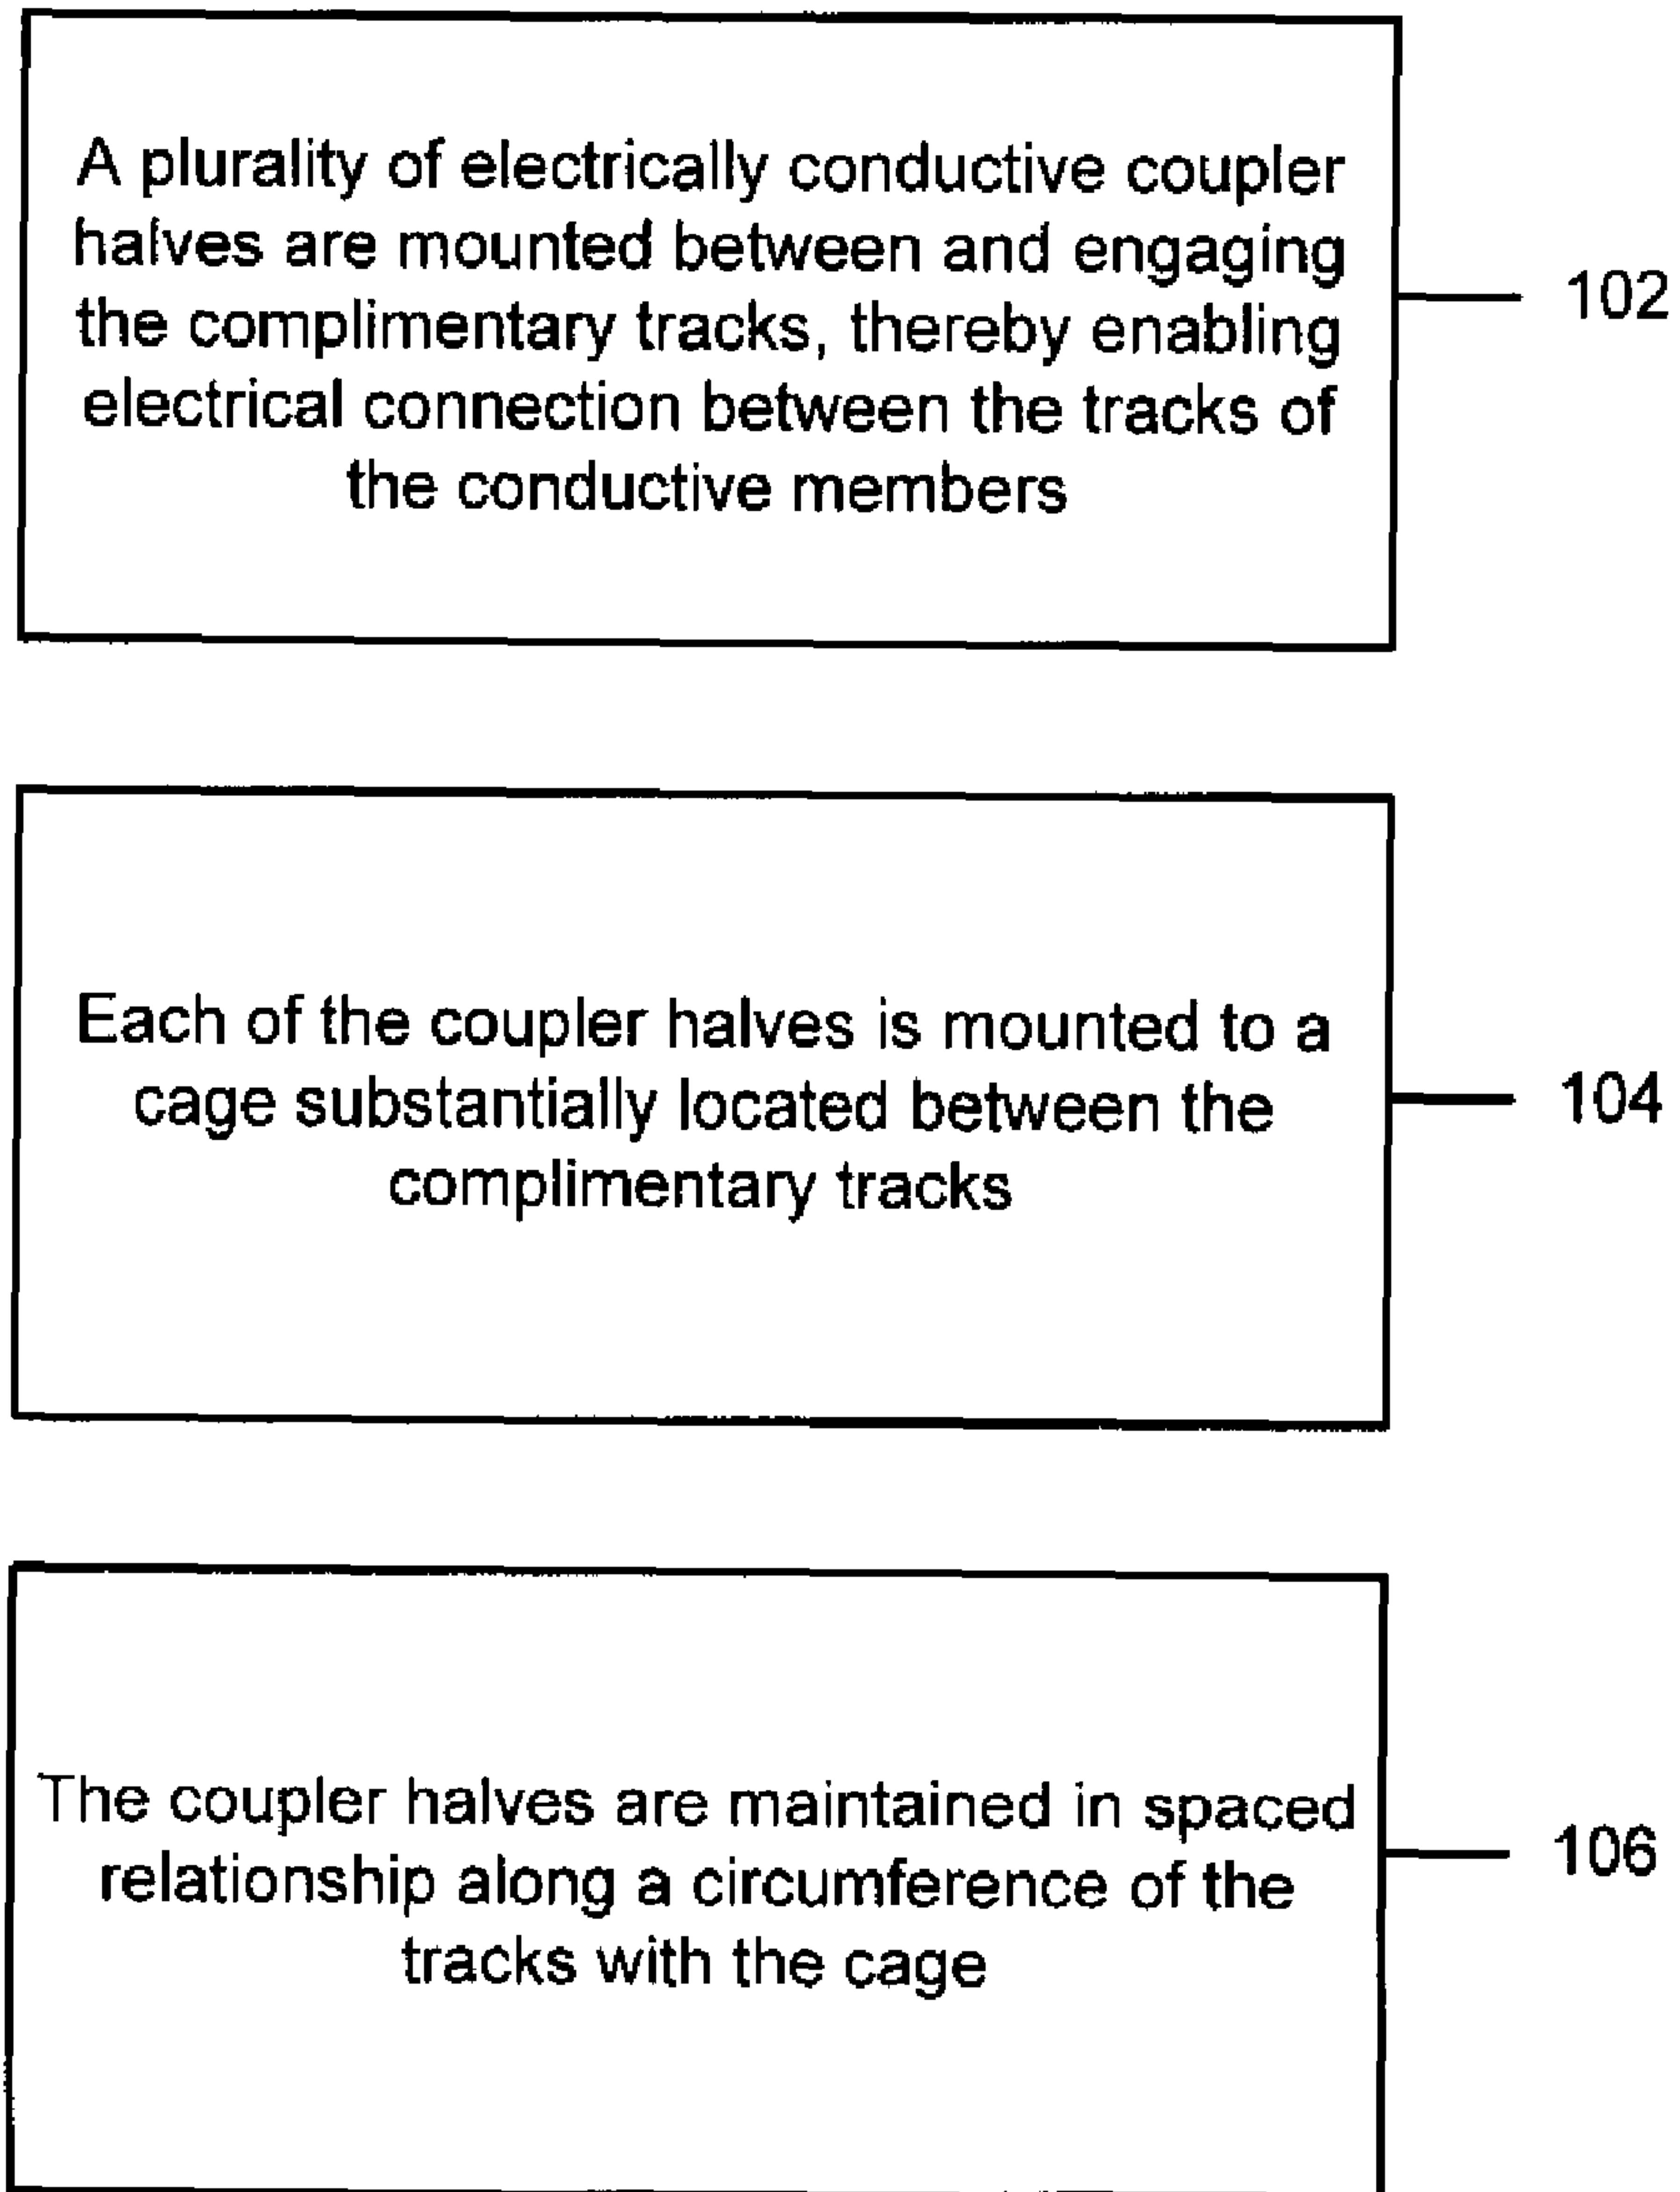 A plurality of electrically conductive coupler
halves are mounted between and engaging
the complimentary tracks, thereby enabling
electrical connection between the tracks of
the conductive members
102
Each of the coupler halves is mounted to a
cage substantially located between the
complimentary tracks
104
The coupler halves are maintained in spaced
relationship along a circumference of the
tracks with the cage
106